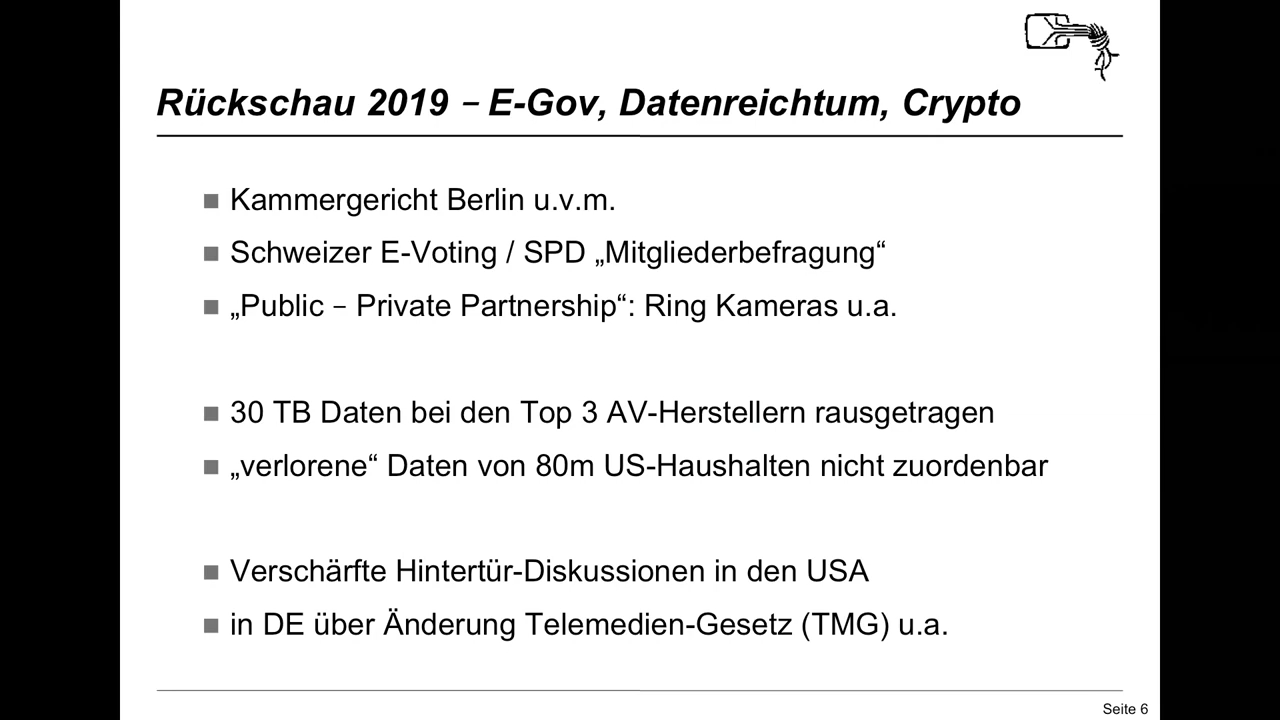 Rückschau 2019 – E-Gov, Datenreichtum, Crypto
Kammergericht Berlin u.v.m.
Schweizer E-Voting / SPD „Mitgliederbefragung“
„Public – Private Partnership“: Ring Kameras u.a.
30 TB Daten bei den Top 3 AV-Herstellern rausgetragen
„verlorene“ Daten von 80m US-Haushalten nicht zuordenbar
Verschärfte Hintertür-Diskussionen in den USA
in DE über Änderung Telemedien-Gesetz (TMG) u.a.
Seite 6